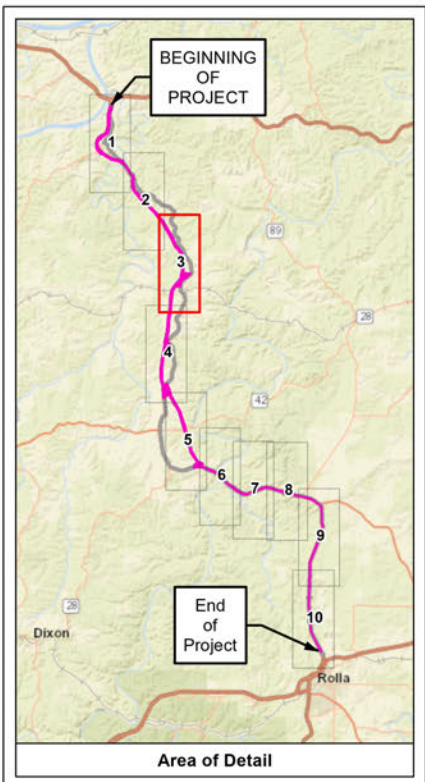 BEGINNING
OF
PROJECT
1
2
89
3
28
4
42
5
6
7
8
9
28
10
End
of
Project
Dixon
Rolla
Area of Detail